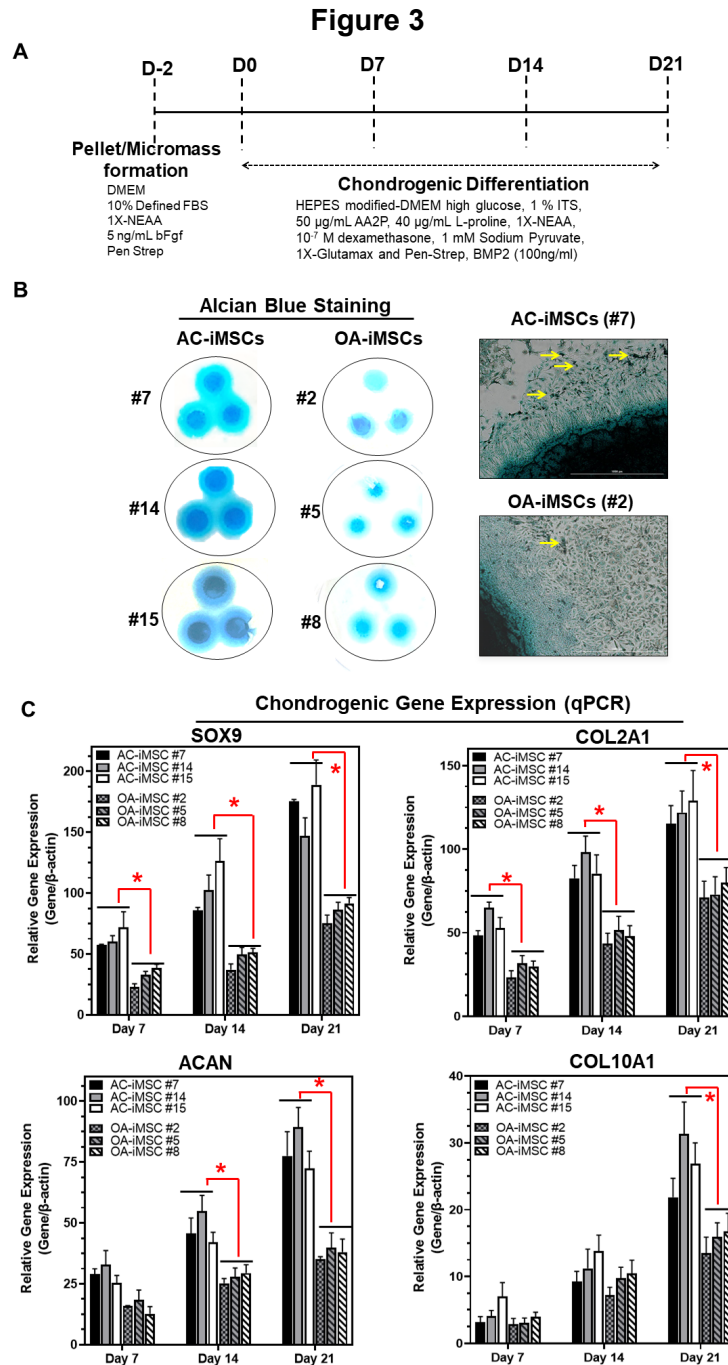 Figure 3
A
D-2 D0 D7 D14 D21
Pellet/Micromass
formation
DMEM
10% Defined FBS
1X-NEAA
5 ng/mL bFgf
Pen Strep
Chondrogenic Differentiation
HEPES modified-DMEM high glucose, 1 % ITS,
50 µg/mL AA2P, 40 µg/mL L-proline, 1X-NEAA,
10⁻⁷ M dexamethasone, 1 mM Sodium Pyruvate,
1X-Glutamax and Pen-Strep, BMP2 (100ng/ml)
B
Alcian Blue Staining
AC-iMSCs OA-iMSCs
#7 #2
#14 #5
#15 #8
AC-iMSCs (#7)
OA-iMSCs (#2)
C
Chondrogenic Gene Expression (qPCR)
SOX9
Relative Gene Expression
(Gene/β-actin)
200
150
100
50
0
AC-iMSC #7
AC-iMSC #14
AC-iMSC #15
OA-iMSC #2
OA-iMSC #5
OA-iMSC #8
*
*
*
Day 7 Day 14 Day 21
COL2A1
Relative Gene Expression
(Gene/β-actin)
150
100
50
0
AC-iMSC #7
AC-iMSC #14
AC-iMSC #15
OA-iMSC #2
OA-iMSC #5
OA-iMSC #8
*
*
*
Day 7 Day 14 Day 21
ACAN
Relative Gene Expression
(Gene/β-actin)
100
75
50
25
0
AC-iMSC #7
AC-iMSC #14
AC-iMSC #15
OA-iMSC #2
OA-iMSC #5
OA-iMSC #8
*
*
Day 7 Day 14 Day 21
COL10A1
Relative Gene Expression
(Gene/β-actin)
40
30
20
10
0
AC-iMSC #7
AC-iMSC #14
AC-iMSC #15
OA-iMSC #2
OA-iMSC #5
OA-iMSC #8
*
Day 7 Day 14 Day 21